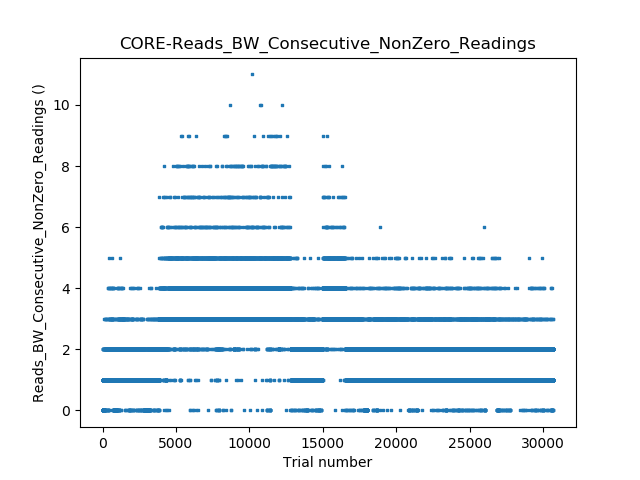 CORE-Reads_BW_Consecutive_NonZero_Readings
Reads_BW_Consecutive_NonZero_Readings ()
10
8
6
4
2
0
0 5000 10000 15000 20000 25000 30000
Trial number